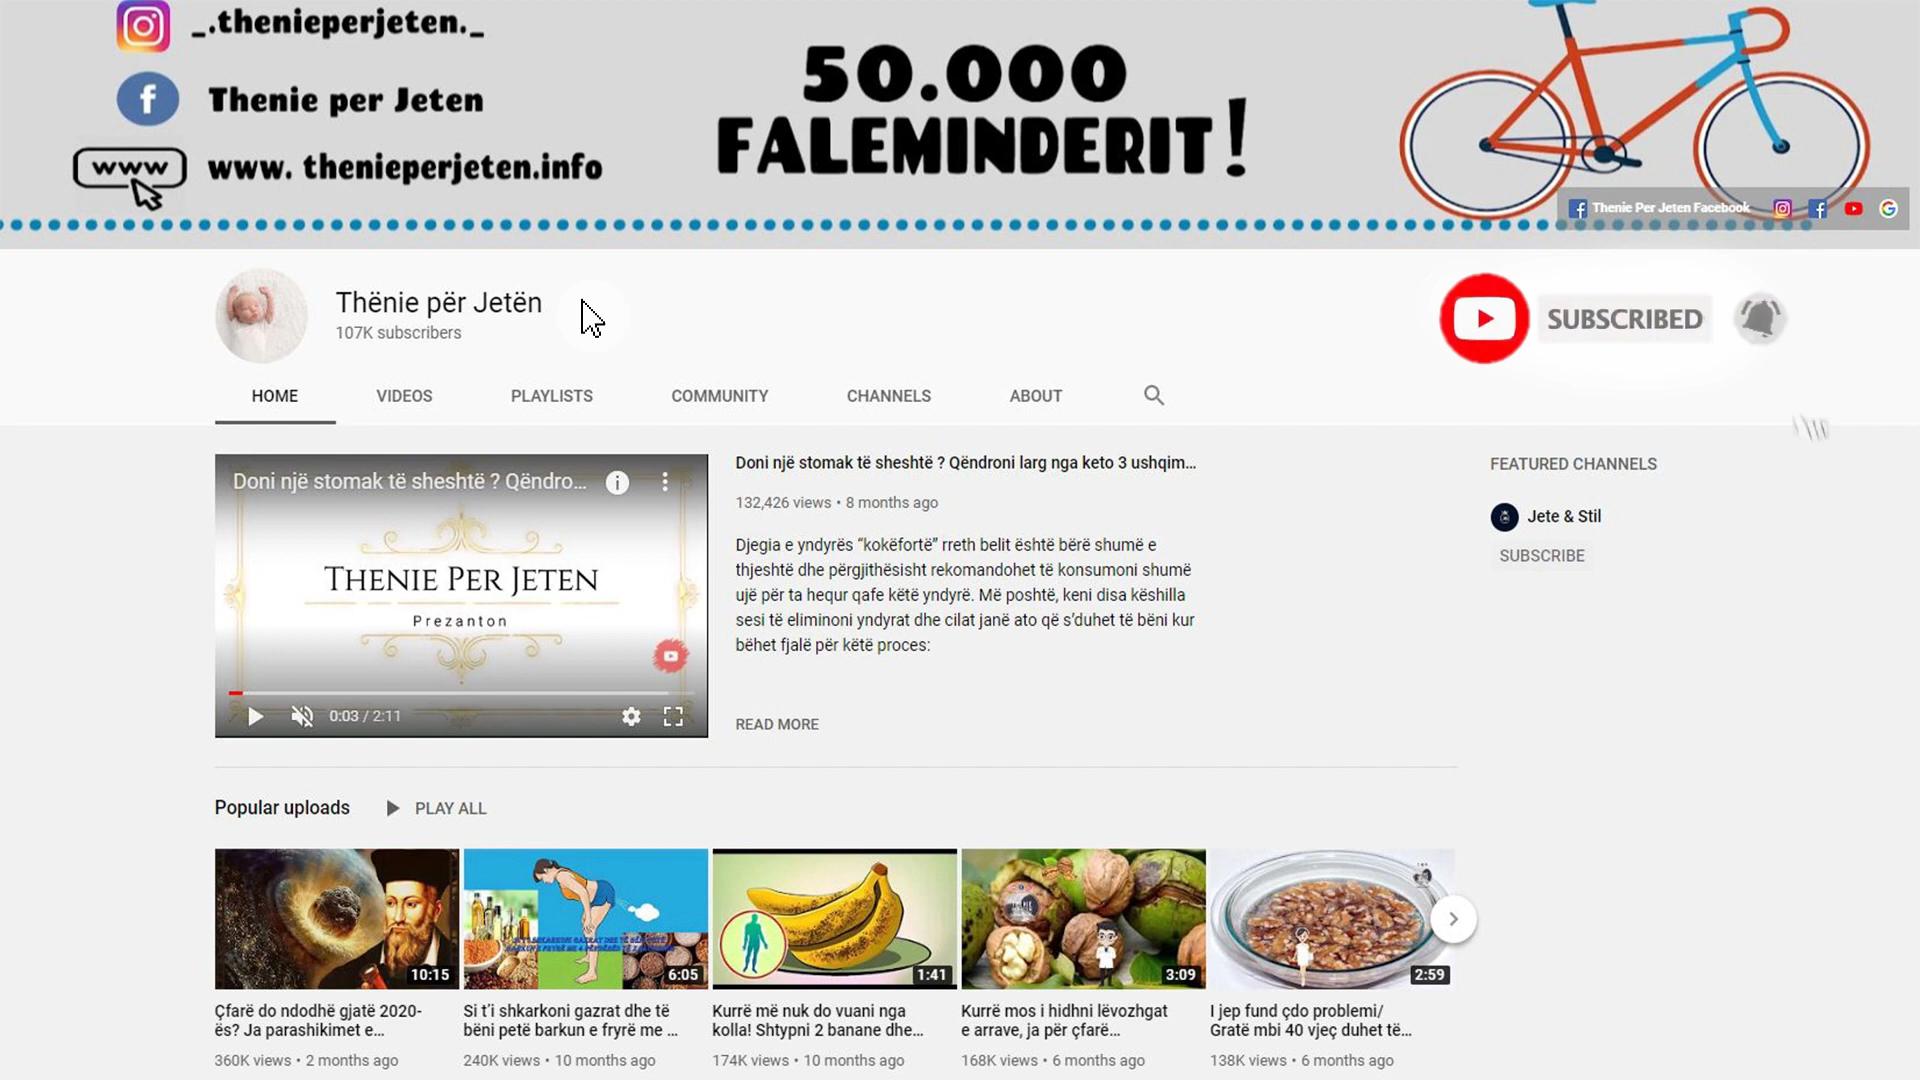 _.thenieperjeten._
Thenie per Jeten
www
www. thenieperjeten.info
50.000
FALEMINDERIT!
Thenie Per Jeten Facebook
Thënie për Jetën
107K subscribers
SUBSCRIBED
HOME
VIDEOS
PLAYLISTS
COMMUNITY
CHANNELS
ABOUT
Doni një stomak të sheshtë ? Qëndro...
THENIE PER JETEN
Prezanton
0:03 / 2:11
Doni një stomak të sheshtë ? Qëndroni larg nga keto 3 ushqim...
132,426 views • 8 months ago
Djegia e yndyrës “kokëfortë” rreth belit është bërë shumë e
thjeshtë dhe përgjithësisht rekomandohet të konsumoni shumë
ujë për ta hequr qafe këtë yndyrë. Më poshtë, keni disa këshilla
sesi të eliminoni yndyrat dhe cilat janë ato që s’duhet të bëni kur
bëhet fjalë për këtë proces:
READ MORE
FEATURED CHANNELS
Jete & Stil
SUBSCRIBE
Popular uploads
PLAY ALL
10:15
6:05
1:41
3:09
2:59
Çfarë do ndodhë gjatë 2020-
ës? Ja parashikimet e...
360K views • 2 months ago
Si t’i shkarkoni gazrat dhe të
bëni petë barkun e fryrë me ...
240K views • 10 months ago
Kurrë më nuk do vuani nga
kolla! Shtypni 2 banane dhe...
174K views • 10 months ago
Kurrë mos i hidhni lëvozhgat
e arrave, ja për çfarë...
168K views • 6 months ago
I jep fund çdo problemi/
Gratë mbi 40 vjeç duhet të...
138K views • 6 months ago